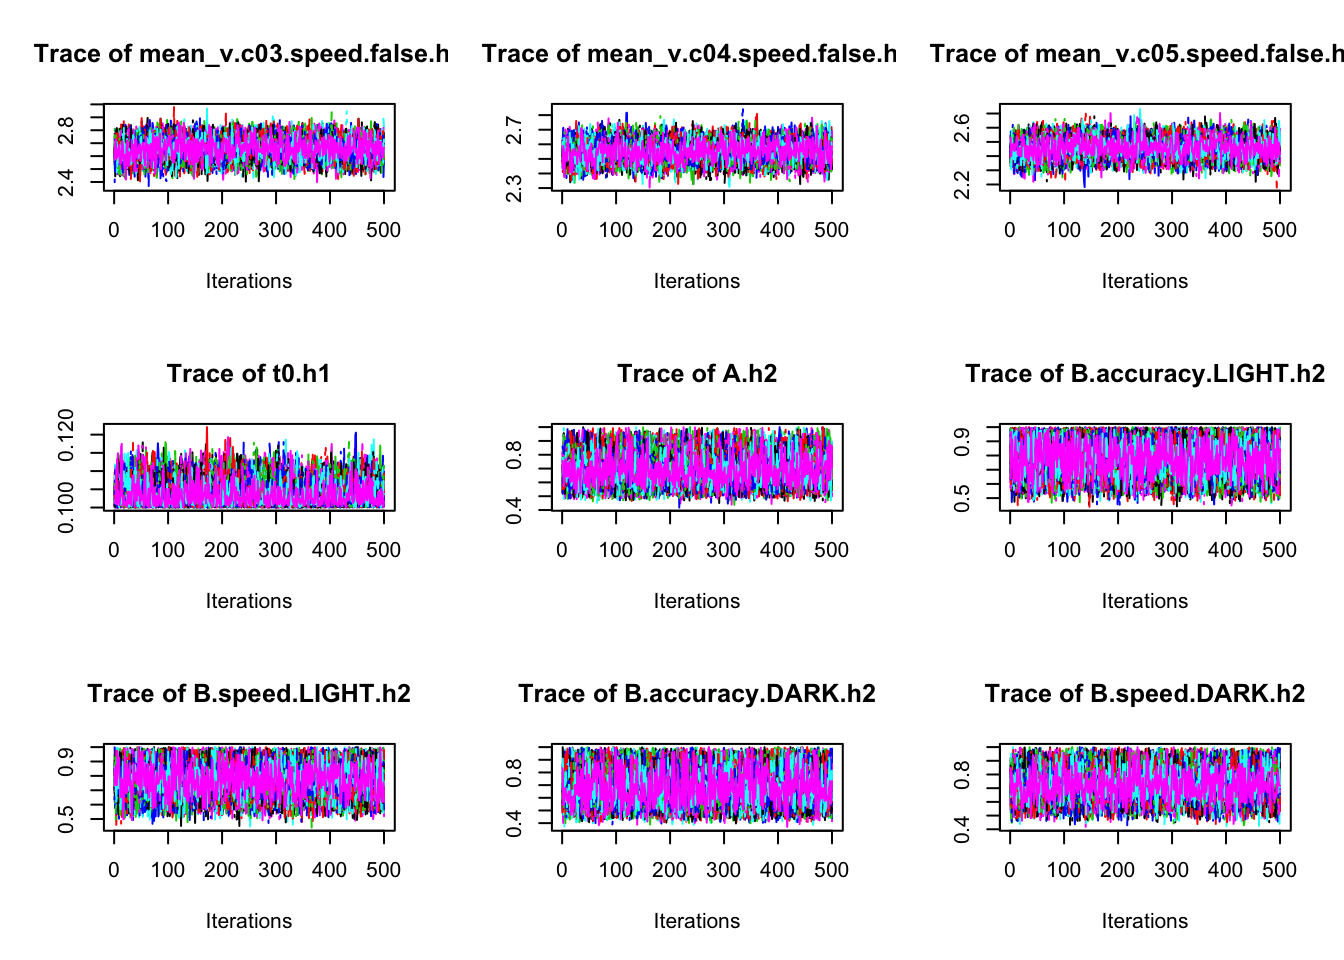 Trace of mean_v.c03.speed.false.h
2.8
2.4
0 100 200 300 400 500
Iterations
Trace of mean_v.c04.speed.false.h
2.7
2.3
0 100 200 300 400 500
Iterations
Trace of mean_v.c05.speed.false.h
2.6
2.2
0 100 200 300 400 500
Iterations
Trace of t0.h1
0.120
0.100
0 100 200 300 400 500
Iterations
Trace of A.h2
0.8
0.4
0 100 200 300 400 500
Iterations
Trace of B.accuracy.LIGHT.h2
0.9
0.5
0 100 200 300 400 500
Iterations
Trace of B.speed.LIGHT.h2
0.9
0.5
0 100 200 300 400 500
Iterations
Trace of B.accuracy.DARK.h2
0.8
0.4
0 100 200 300 400 500
Iterations
Trace of B.speed.DARK.h2
0.8
0.4
0 100 200 300 400 500
Iterations